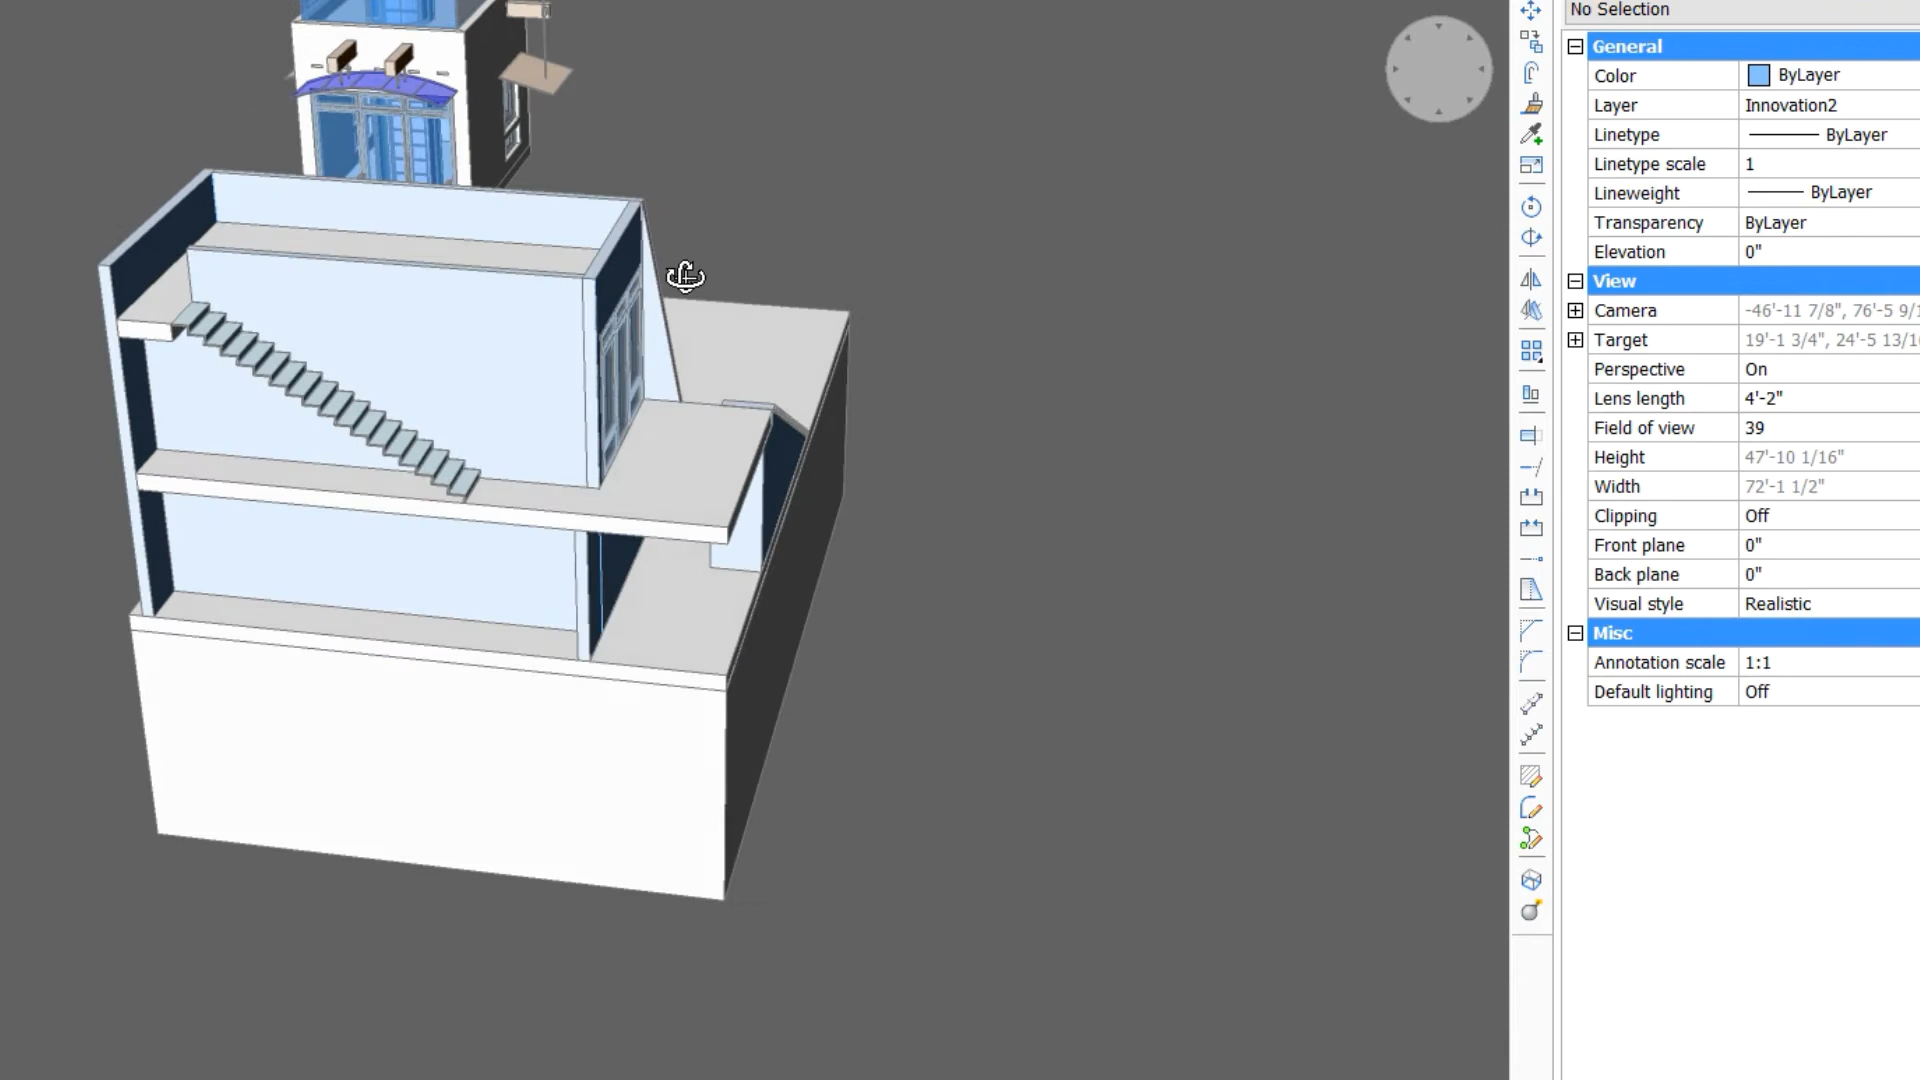 No Selection
General
Color ByLayer
Layer Innovation2
Linetype ByLayer
Linetype scale 1
Lineweight ByLayer
Transparency ByLayer
Elevation 0"
View
Camera -46'-11 7/8", 76'-5 9/1
Target 19'-1 3/4", 24'-5 13/16
Perspective On
Lens length 4'-2"
Field of view 39
Height 47'-10 1/16"
Width 72'-1 1/2"
Clipping Off
Front plane 0"
Back plane 0"
Visual style Realistic
Misc
Annotation scale 1:1
Default lighting Off